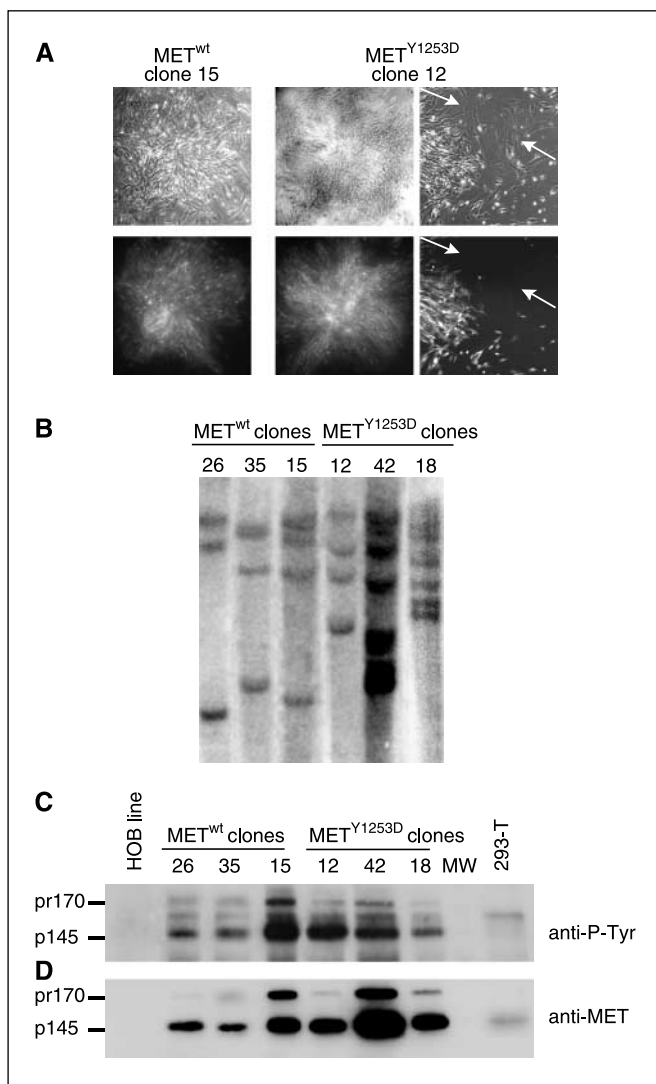 A
MET^wt clone 15
MET^Y1253D clone 12
B
MET^wt clones MET^Y1253D clones
26 35 15 12 42 18
C
HOB line MET^wt clones MET^Y1253D clones 293-T
26 35 15 12 42 18 MW
pr170
p145 anti-P-Tyr
D
pr170
p145 anti-MET